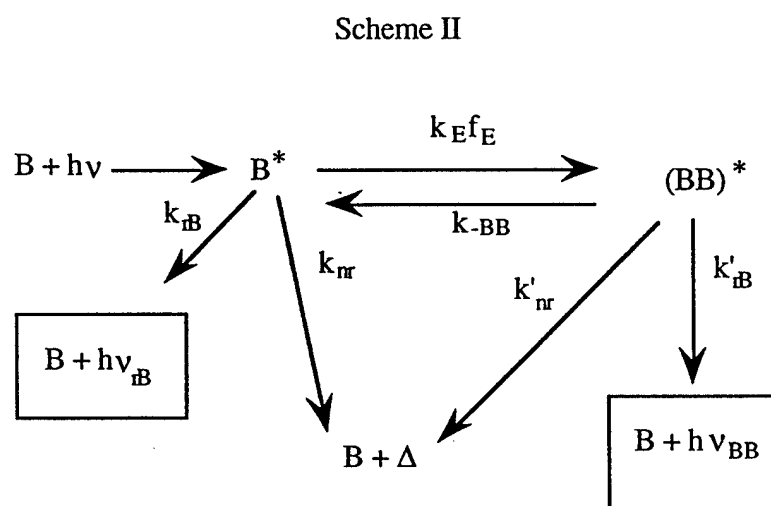 Scheme II
k_E f_E
B + hν
B*
(BB)*
k_-BB
k_rB
k_nr
k'_nr
k'_rB
B + hν_rB
B + hν_BB
B + Δ